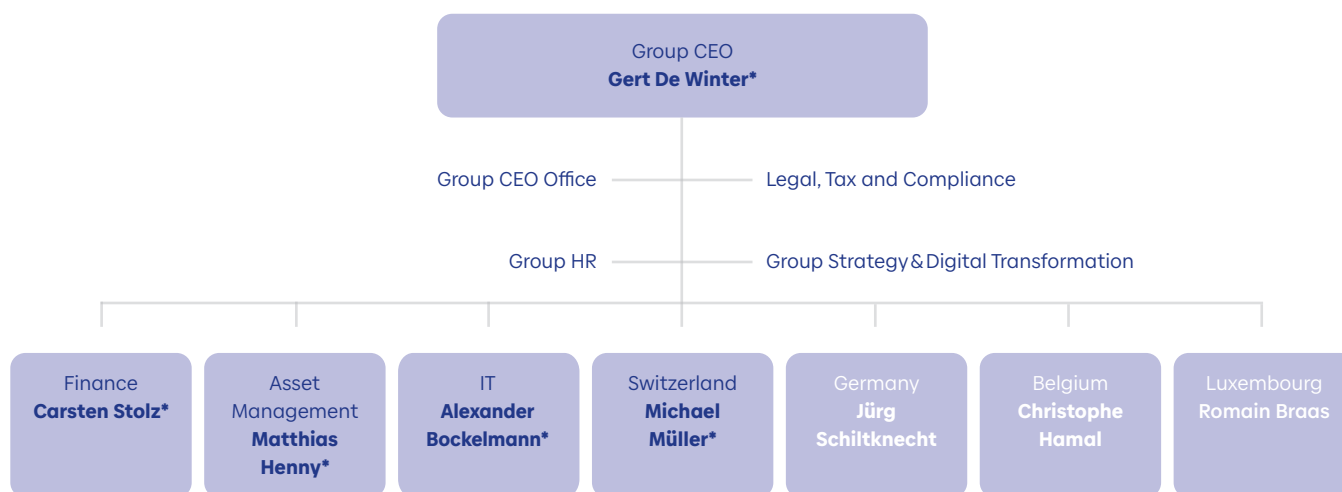 Group CEO
Gert De Winter*
Group CEO Office
Legal, Tax and Compliance
Group HR
Group Strategy & Digital Transformation
Finance
Carsten Stolz*
Asset
Management
Matthias
Henny*
IT
Alexander
Bockelmann*
Switzerland
Michael
Müller*
Germany
Jürg
Schiltknecht
Belgium
Christophe
Hamal
Luxembourg
Romain Braas